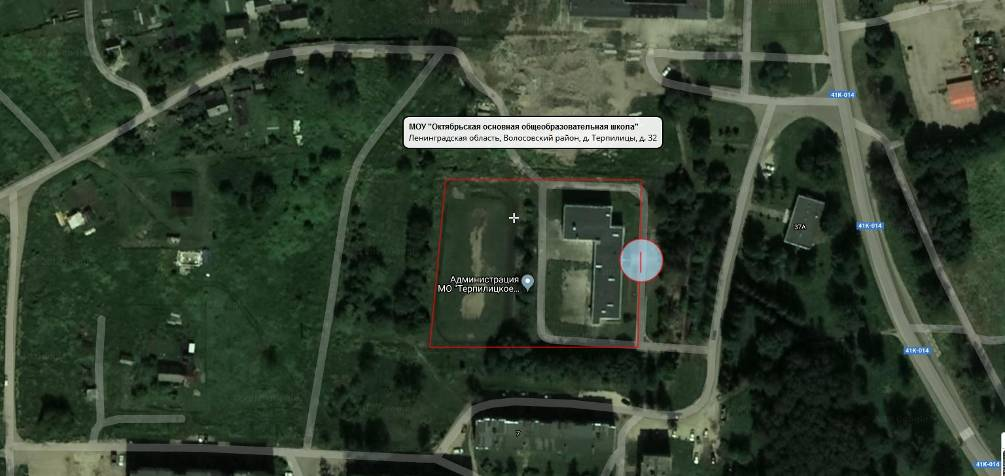 41К-014
МОУ "Октябрьская основная общеобразовательная школа"
Ленинградская область, Волосовский район, д. Терпилицы, д. 32
41К-014
37А
Администрация
МО "Терпилицкое...
41К-014
7
41К-014